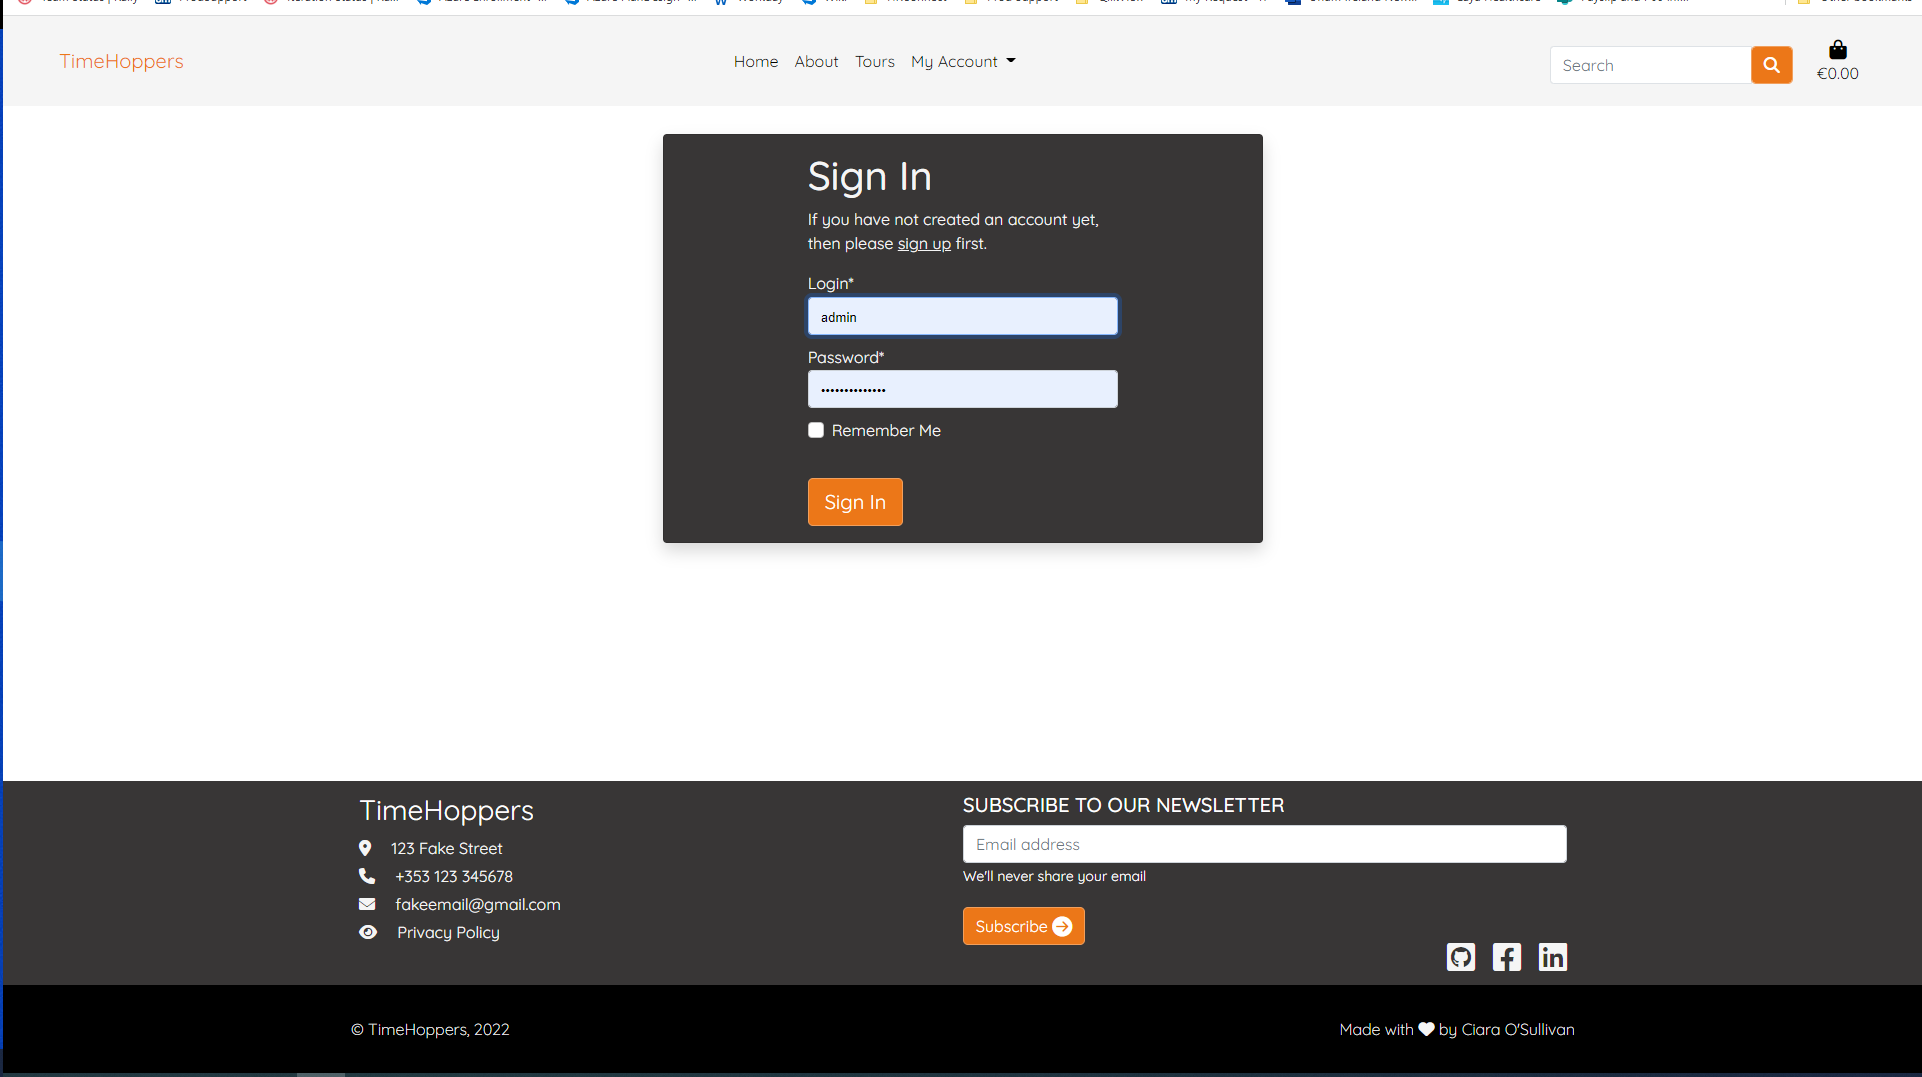 TimeHoppers
Home About Tours My Account
Search
€0.00
Sign In
If you have not created an account yet,
then please sign up first.
Login*
admin
Password*
••••••••••••••
Remember Me
Sign In
TimeHoppers
123 Fake Street
+353 123 345678
fakeemail@gmail.com
Privacy Policy
SUBSCRIBE TO OUR NEWSLETTER
Email address
We'll never share your email
Subscribe
© TimeHoppers, 2022
Made with by Ciara O'Sullivan